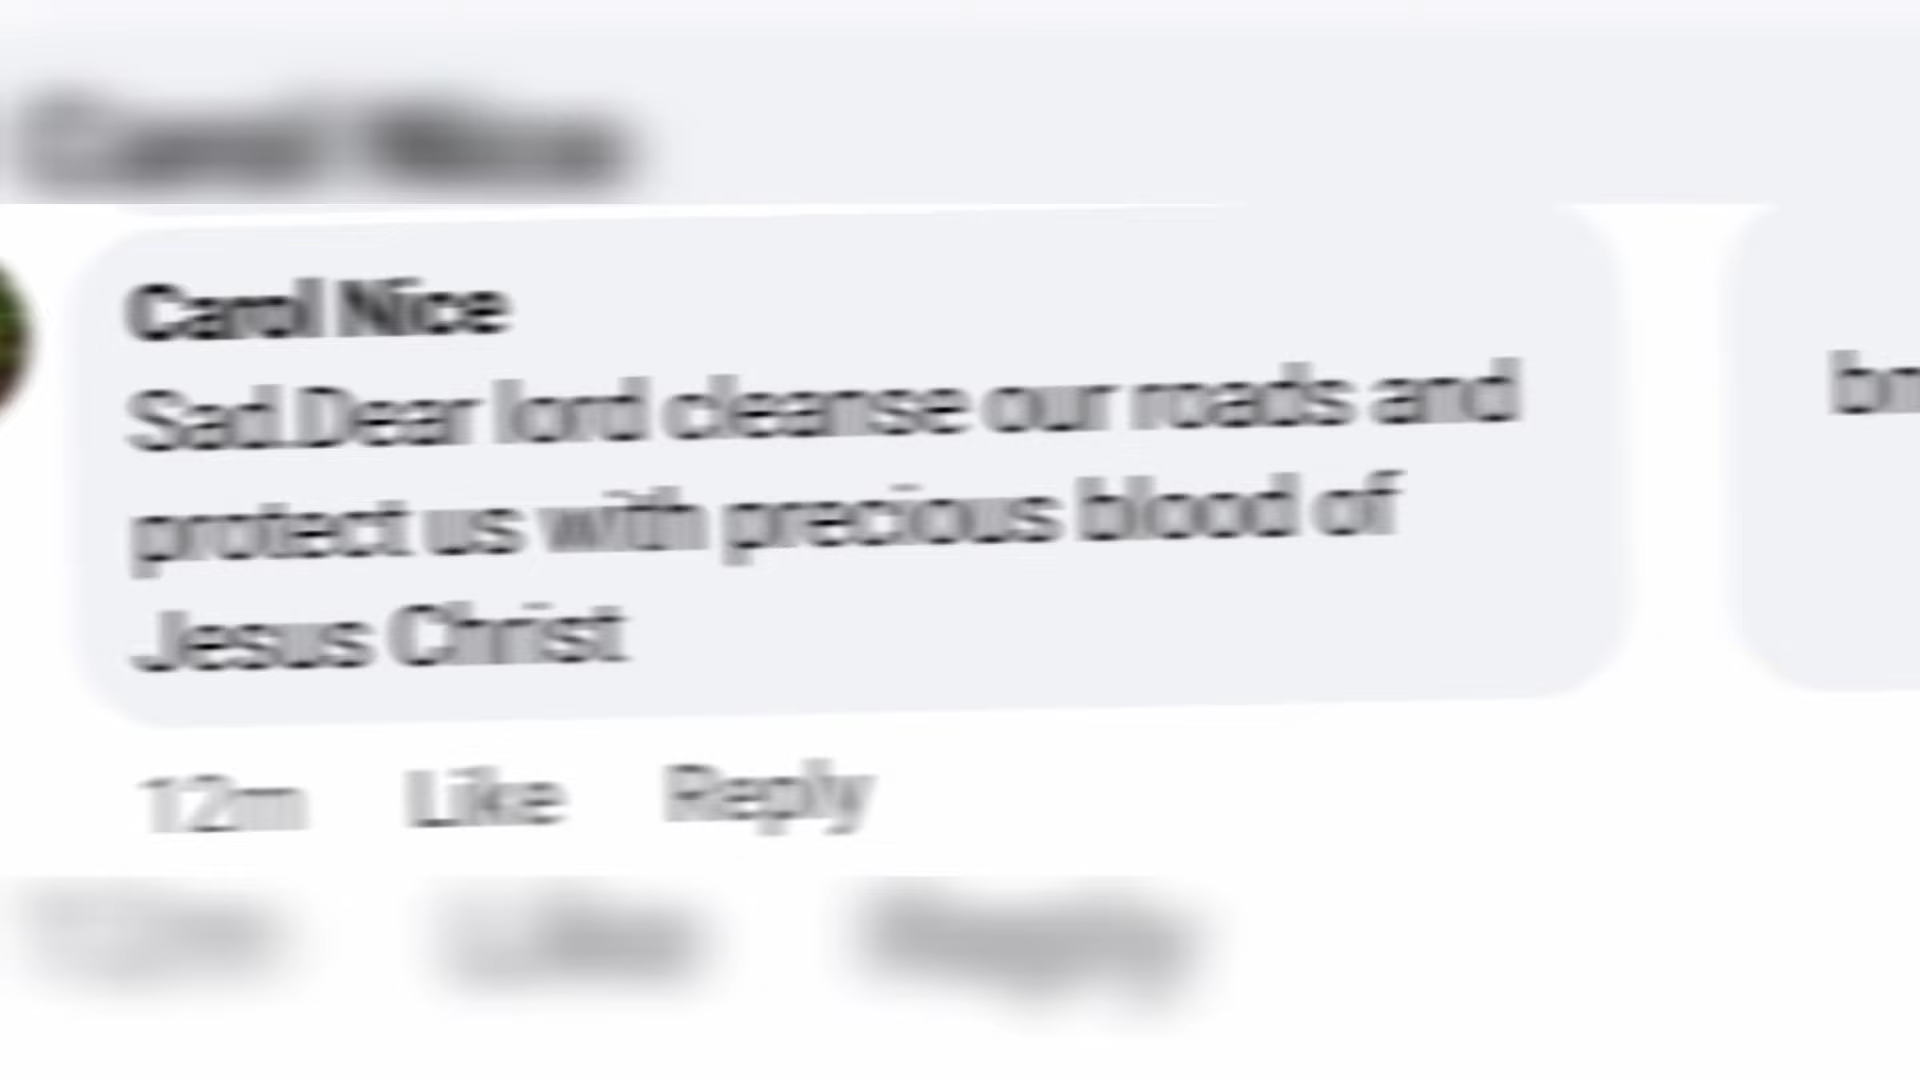 Carol Nice
Sad.Dear lord cleanse our roads and
protect us with precious blood of
Jesus Christ
12m Like Reply